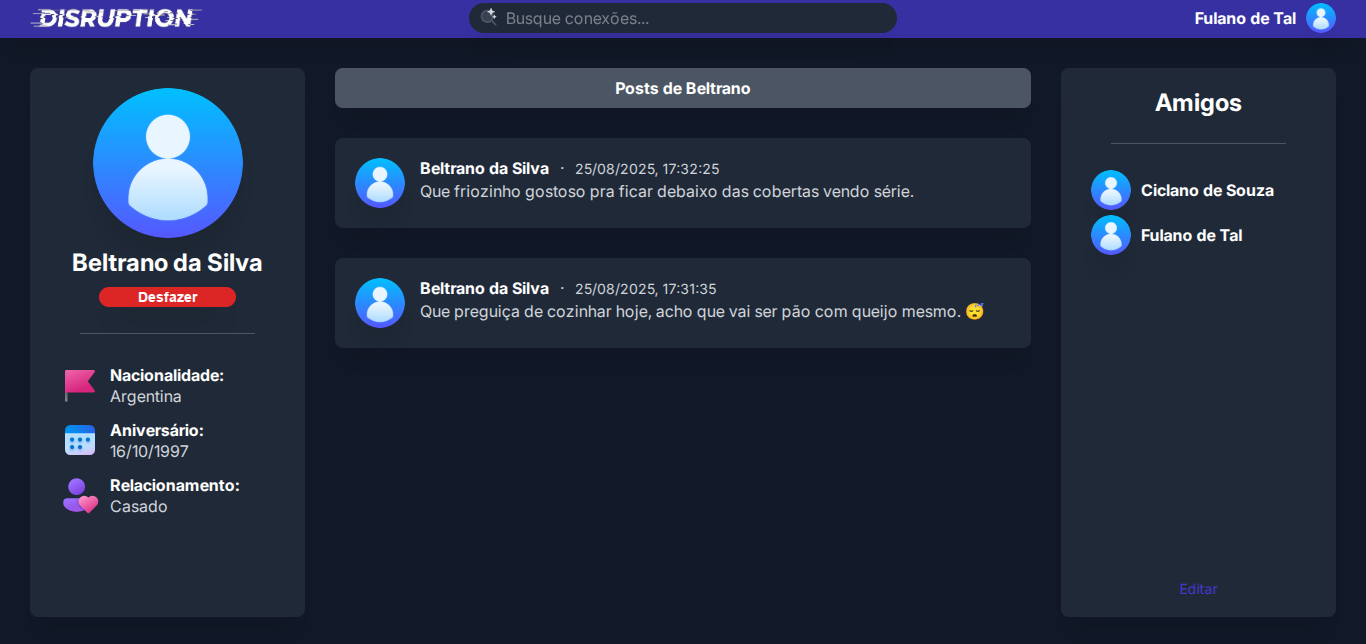 DISRUPTION
Busque conexões...
Fulano de Tal
Beltrano da Silva
Desfazer
Nacionalidade:
Argentina
Aniversário:
16/10/1997
Relacionamento:
Casado
Posts de Beltrano
Beltrano da Silva · 25/08/2025, 17:32:25
Que friozinho gostoso pra ficar debaixo das cobertas vendo série.
Beltrano da Silva · 25/08/2025, 17:31:35
Que preguiça de cozinhar hoje, acho que vai ser pão com queijo mesmo. 😴
Amigos
Ciclano de Souza
Fulano de Tal
Editar